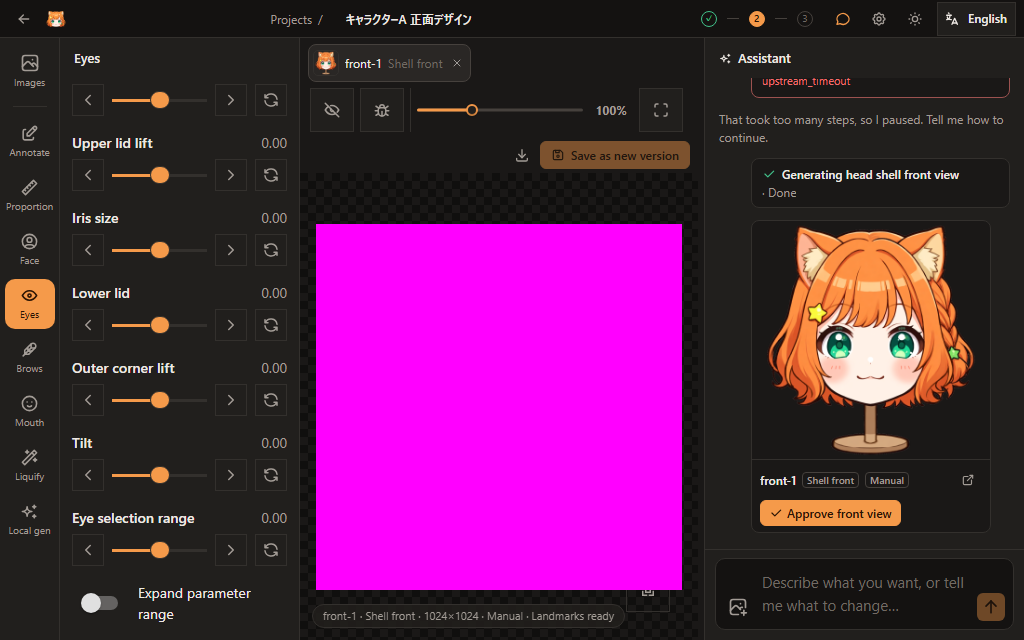 Projects /
キャラクターA 正面デザイン
2
3
English
Images
Annotate
Proportion
Face
Eyes
Brows
Mouth
Liquify
Local gen
Eyes
Upper lid lift 0.00
Iris size 0.00
Lower lid 0.00
Outer corner lift 0.00
Tilt 0.00
Eye selection range 0.00
Expand parameter
range
front-1 Shell front
100%
Save as new version
front-1 · Shell front · 1024×1024 · Manual · Landmarks ready
Assistant
upstream_timeout
That took too many steps, so I paused. Tell me how to
continue.
Generating head shell front view
· Done
front-1 Shell front Manual
Approve front view
Describe what you want, or tell
me what to change...